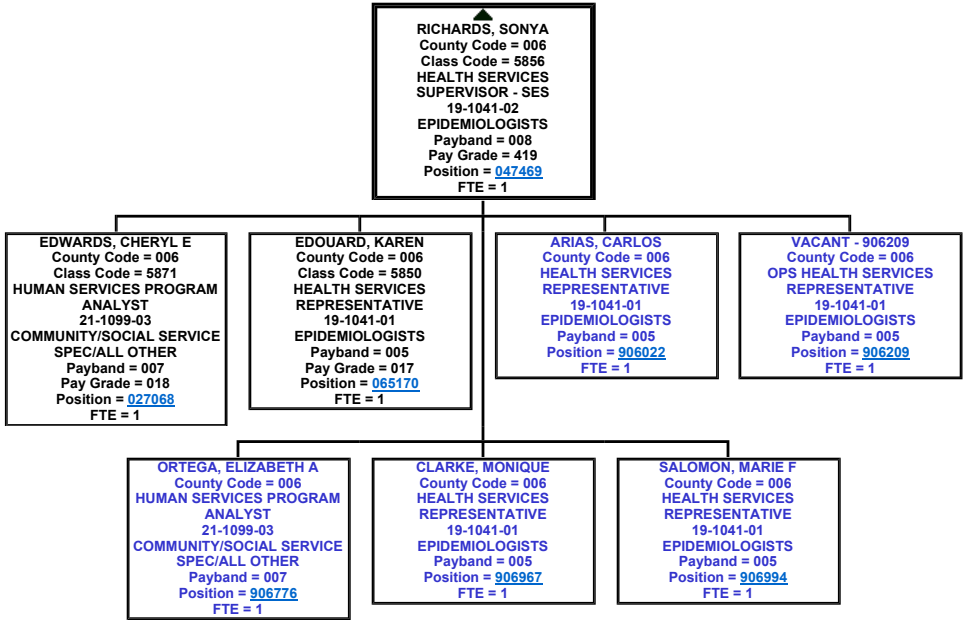 RICHARDS, SONYA
County Code = 006
Class Code = 5856
HEALTH SERVICES
SUPERVISOR - SES
19-1041-02
EPIDEMIOLOGISTS
Payband = 008
Pay Grade = 419
Position = 047469
FTE = 1
EDWARDS, CHERYL E
County Code = 006
Class Code = 5871
HUMAN SERVICES PROGRAM
ANALYST
21-1099-03
COMMUNITY/SOCIAL SERVICE
SPEC/ALL OTHER
Payband = 007
Pay Grade = 018
Position = 027068
FTE = 1
EDOUARD, KAREN
County Code = 006
Class Code = 5850
HEALTH SERVICES
REPRESENTATIVE
19-1041-01
EPIDEMIOLOGISTS
Payband = 005
Pay Grade = 017
Position = 065170
FTE = 1
ARIAS, CARLOS
County Code = 006
HEALTH SERVICES
REPRESENTATIVE
19-1041-01
EPIDEMIOLOGISTS
Payband = 005
Position = 906022
FTE = 1
VACANT - 906209
County Code = 006
OPS HEALTH SERVICES
REPRESENTATIVE
19-1041-01
EPIDEMIOLOGISTS
Payband = 005
Position = 906209
FTE = 1
ORTEGA, ELIZABETH A
County Code = 006
HUMAN SERVICES PROGRAM
ANALYST
21-1099-03
COMMUNITY/SOCIAL SERVICE
SPEC/ALL OTHER
Payband = 007
Position = 906776
FTE = 1
CLARKE, MONIQUE
County Code = 006
HEALTH SERVICES
REPRESENTATIVE
19-1041-01
EPIDEMIOLOGISTS
Payband = 005
Position = 906967
FTE = 1
SALOMON, MARIE F
County Code = 006
HEALTH SERVICES
REPRESENTATIVE
19-1041-01
EPIDEMIOLOGISTS
Payband = 005
Position = 906994
FTE = 1